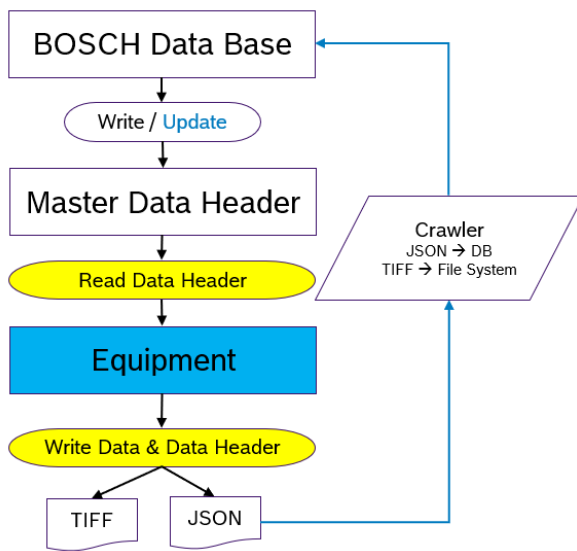 BOSCH Data Base
Write / Update
Master Data Header
Read Data Header
Equipment
Write Data & Data Header
TIFF
JSON
Crawler
JSON → DB
TIFF → File System